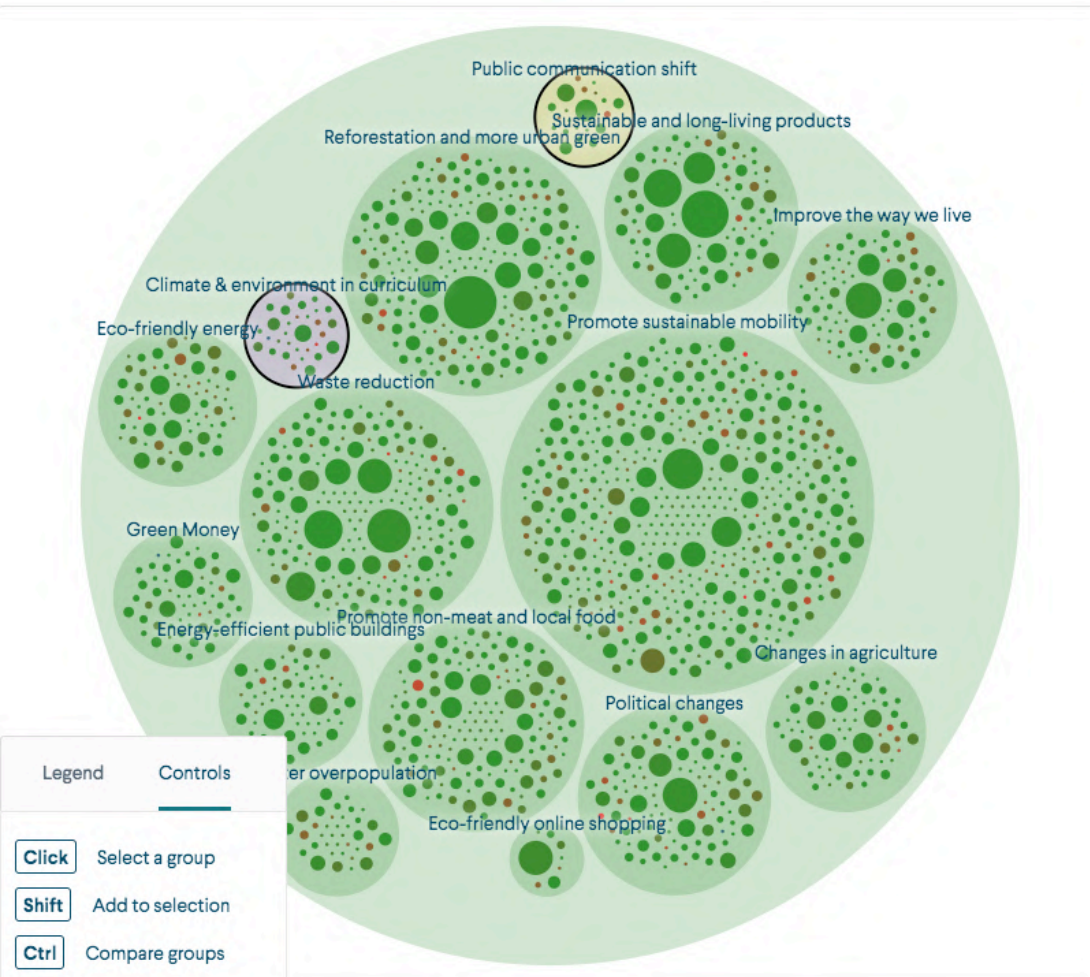 Public communication shift
Sustainable and long-living products
Reforestation and more urban green
Improve the way we live
Climate & environment in curriculum
Eco-friendly energy
Promote sustainable mobility
Waste reduction
Green Money
Promote non-meat and local food
Energy-efficient public buildings
Changes in agriculture
Political changes
Legend
Controls
er overpopulation
Eco-friendly online shopping
Click Select a group
Shift Add to selection
Ctrl Compare groups